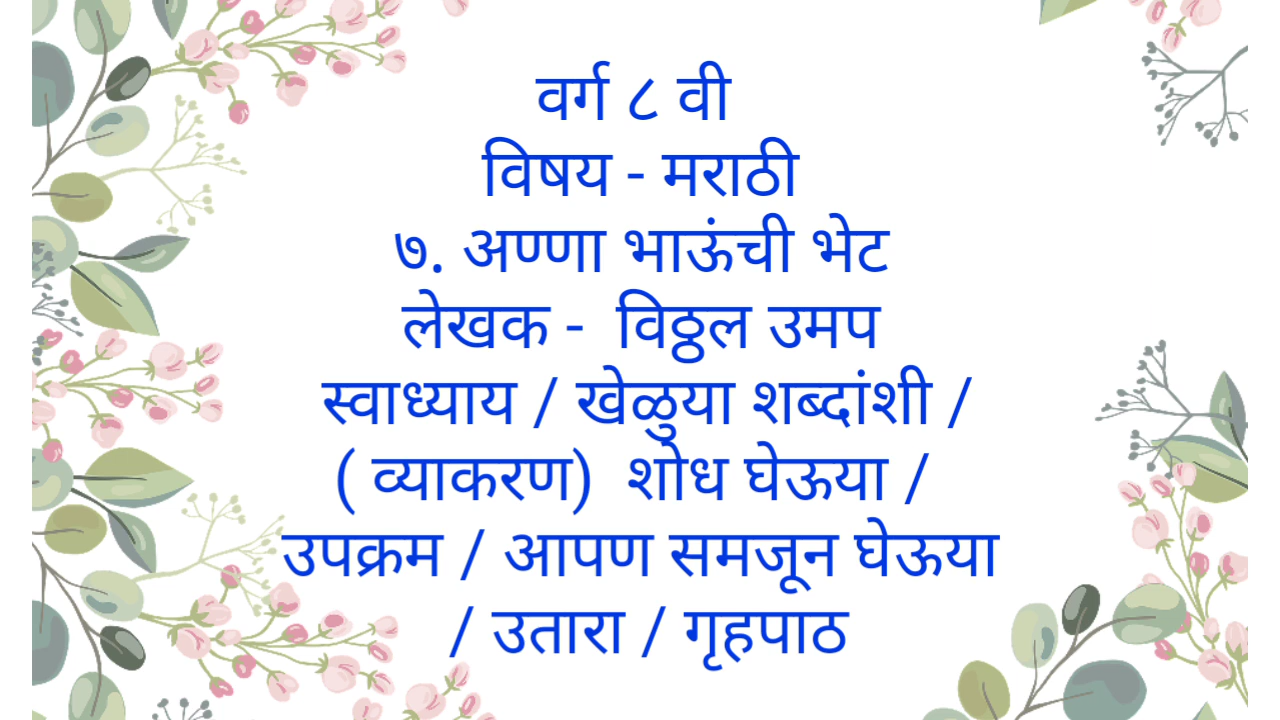 वर्ग ८ वी
विषय - मराठी
७. अण्णा भाऊंची भेट
लेखक - विठ्ठल उमप
स्वाध्याय / खेळुया शब्दांशी /
( व्याकरण) शोध घेऊया /
उपक्रम / आपण समजून घेऊया
/ उतारा / गृहपाठ